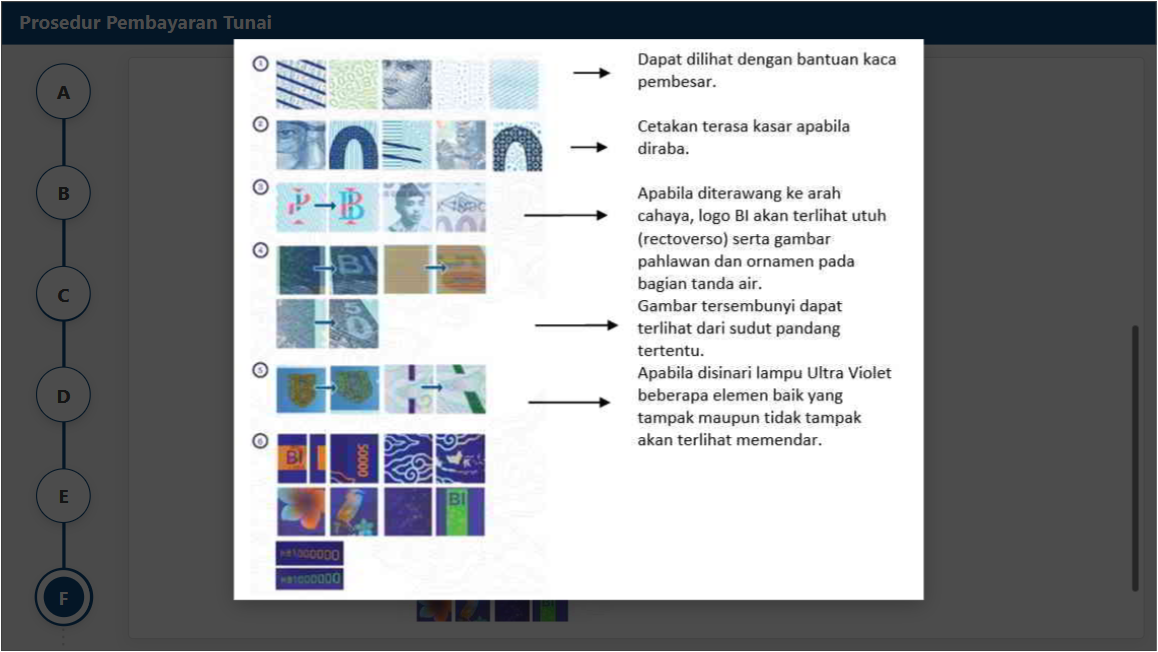 Prosedur Pembayaran Tunai
A
B
C
D
E
F
1
Dapat dilihat dengan bantuan kaca
pembesar.
2
Cetakan terasa kasar apabila
diraba.
3
Apabila diterawang ke arah
cahaya, logo BI akan terlihat utuh
(rectoverso) serta gambar
pahlawan dan ornamen pada
bagian tanda air.
4
BI
50
Gambar tersembunyi dapat
terlihat dari sudut pandang
tertentu.
5
Apabila disinari lampu Ultra Violet
beberapa elemen baik yang
tampak maupun tidak tampak
akan terlihat memendar.
6
BI
50000
BI